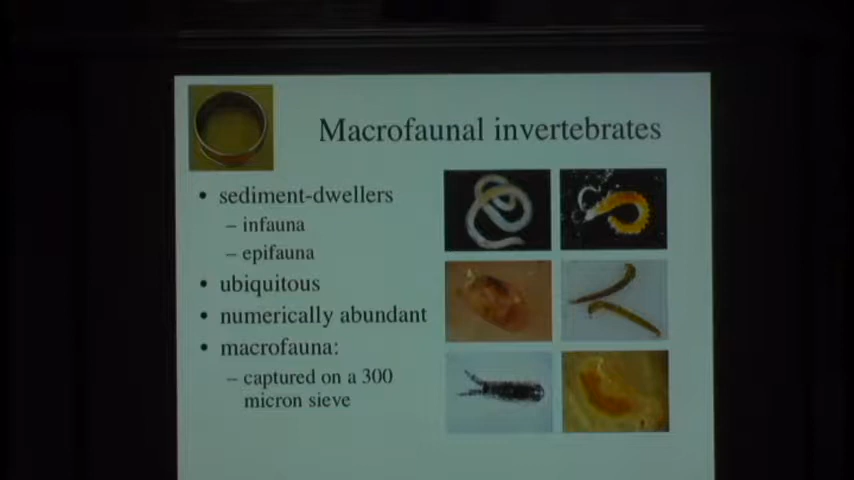 Macrofaunal invertebrates
• sediment-dwellers
– infauna
– epifauna
• ubiquitous
• numerically abundant
• macrofauna:
– captured on a 300
micron sieve